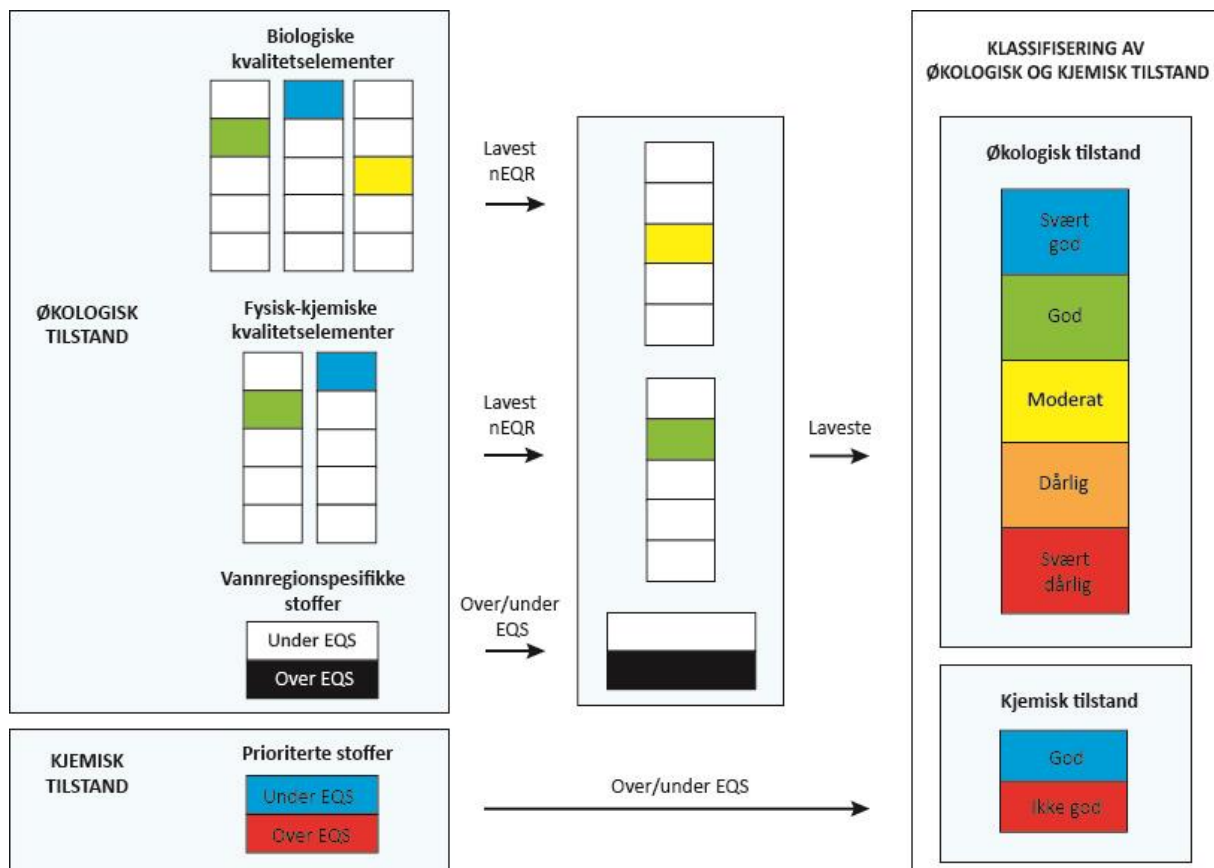 Biologiske
kvalitetselementer
ØKOLOGISK
TILSTAND
Fysisk-kjemiske
kvalitetselementer
Vannregionspesifikke
stoffer
Under EQS
Over EQS
KJEMISK
TILSTAND
Prioriterte stoffer
Under EQS
Over EQS
Lavest
nEQR
Lavest
nEQR
Over/under
EQS
Over/under EQS
Laveste
KLASSIFISERING AV
ØKOLOGISK OG KJEMISK TILSTAND
Økologisk tilstand
Svært
god
God
Moderat
Dårlig
Svært
dårlig
Kjemisk tilstand
God
Ikke god